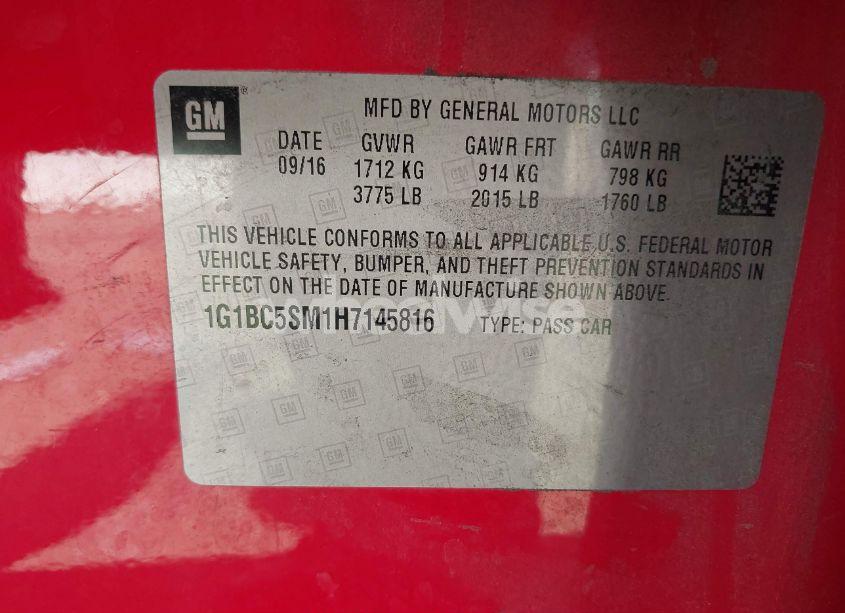 GM
MFD BY GENERAL MOTORS LLC
DATE GVWR GAWR FRT GAWR RR
09/16 1712 KG 914 KG 798 KG
3775 LB 2015 LB 1760 LB
THIS VEHICLE CONFORMS TO ALL APPLICABLE U.S. FEDERAL MOTOR
VEHICLE SAFETY, BUMPER, AND THEFT PREVENTION STANDARDS IN
EFFECT ON THE DATE OF MANUFACTURE SHOWN ABOVE.
1G1BC5SM1H7145816 TYPE: PASS CAR